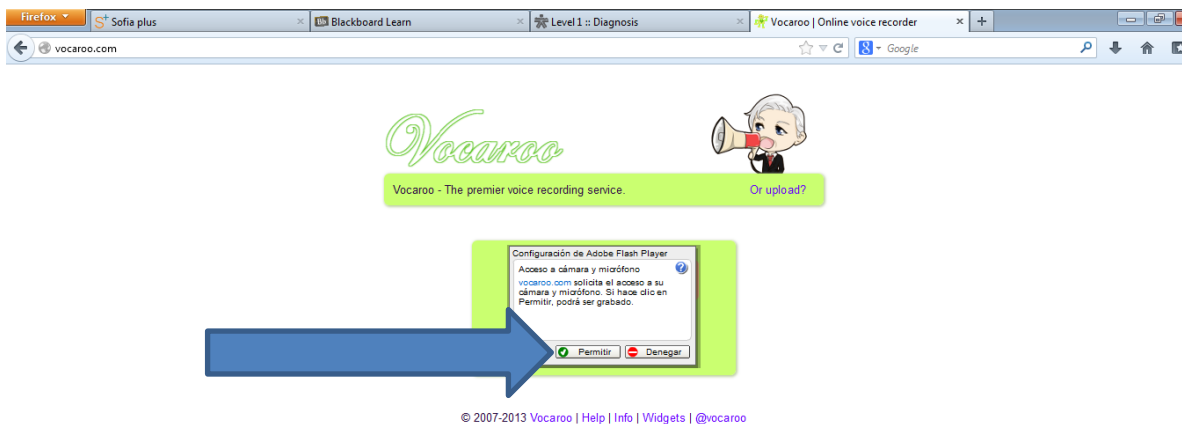 Firefox
S+ Sofia plus
Bb Blackboard Learn
Level 1 :: Diagnosis
Vocaroo | Online voice recorder
vocaroo.com
Google
Vocaroo
Vocaroo - The premier voice recording service.
Or upload?
Configuración de Adobe Flash Player
Acceso a cámara y micrófono
vocaroo.com solicita el acceso a su
cámara y micrófono. Si hace clic en
Permitir, podrá ser grabado.
Permitir
Denegar
© 2007-2013 Vocaroo | Help | Info | Widgets | @vocaroo